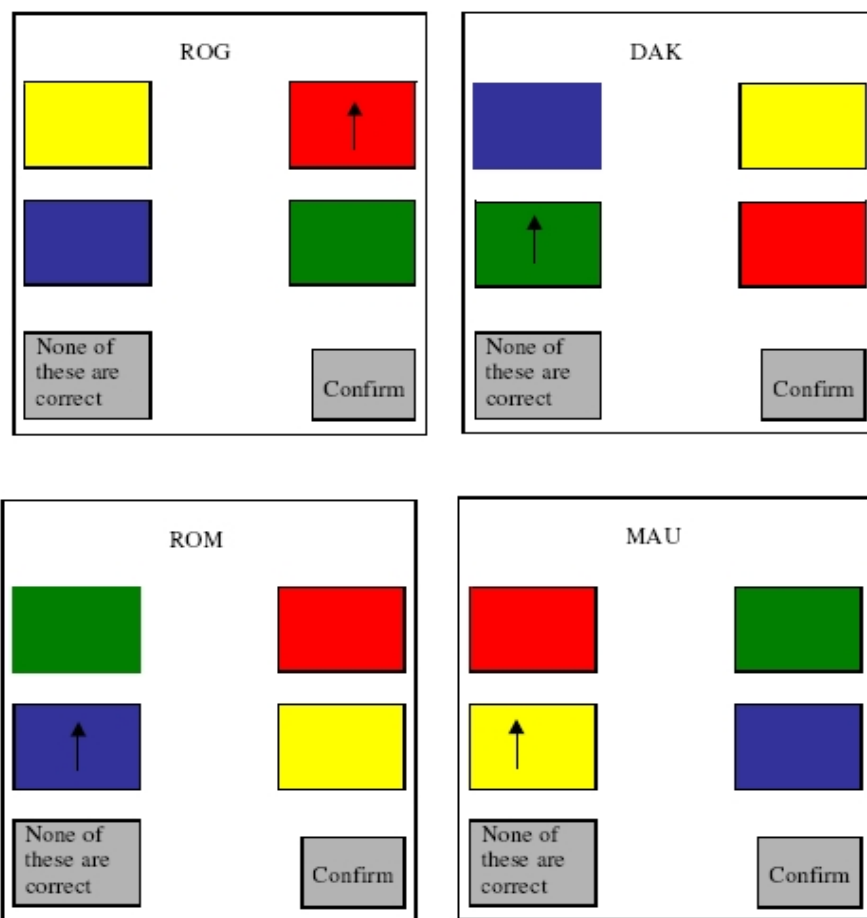 ROG
None of
these are
correct
Confirm
DAK
None of
these are
correct
Confirm
ROM
None of
these are
correct
Confirm
MAU
None of
these are
correct
Confirm